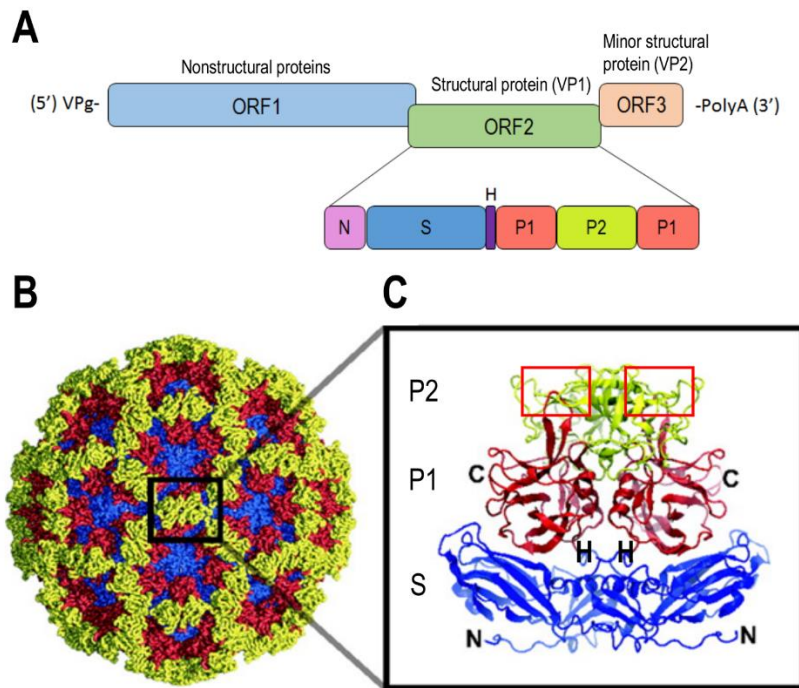 A
Nonstructural proteins
Minor structural
protein (VP2)
Structural protein (VP1)
(5′) VPg-
ORF1
ORF2
ORF3
-PolyA (3′)
H
N
S
P1
P2
P1
B
C
P2
P1
C
C
H
H
S
N
N